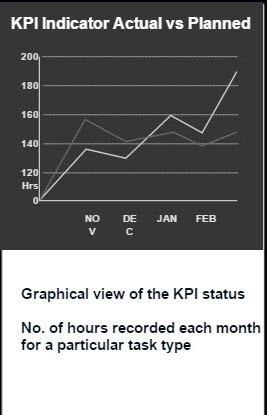 KPI Indicator Actual vs Planned
200
180
160
140
120
Hrs
0
NO DE JAN FEB
V C
Graphical view of the KPI status
No. of hours recorded each month
for a particular task type